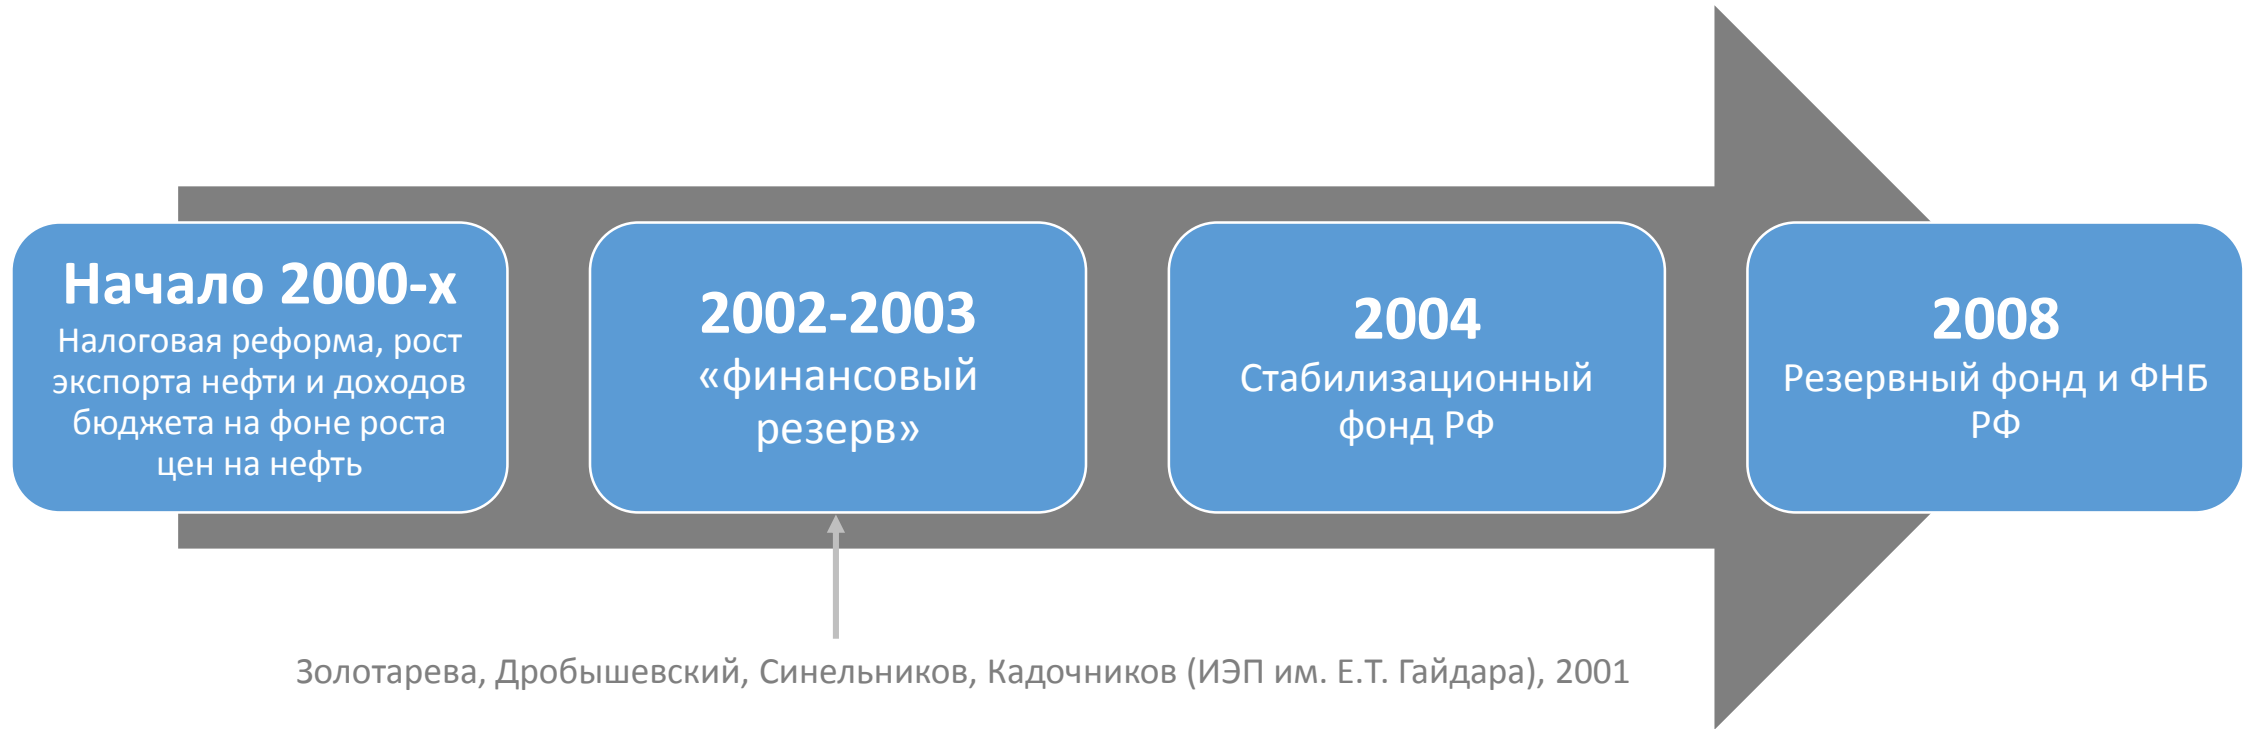 Начало 2000-х
Налоговая реформа, рост
экспорта нефти и доходов
бюджета на фоне роста
цен на нефть
2002-2003
«финансовый
резерв»
2004
Стабилизационный
фонд РФ
2008
Резервный фонд и ФНБ
РФ
Золотарева, Дробышевский, Синельников, Кадочников (ИЭП им. Е.Т. Гайдара), 2001